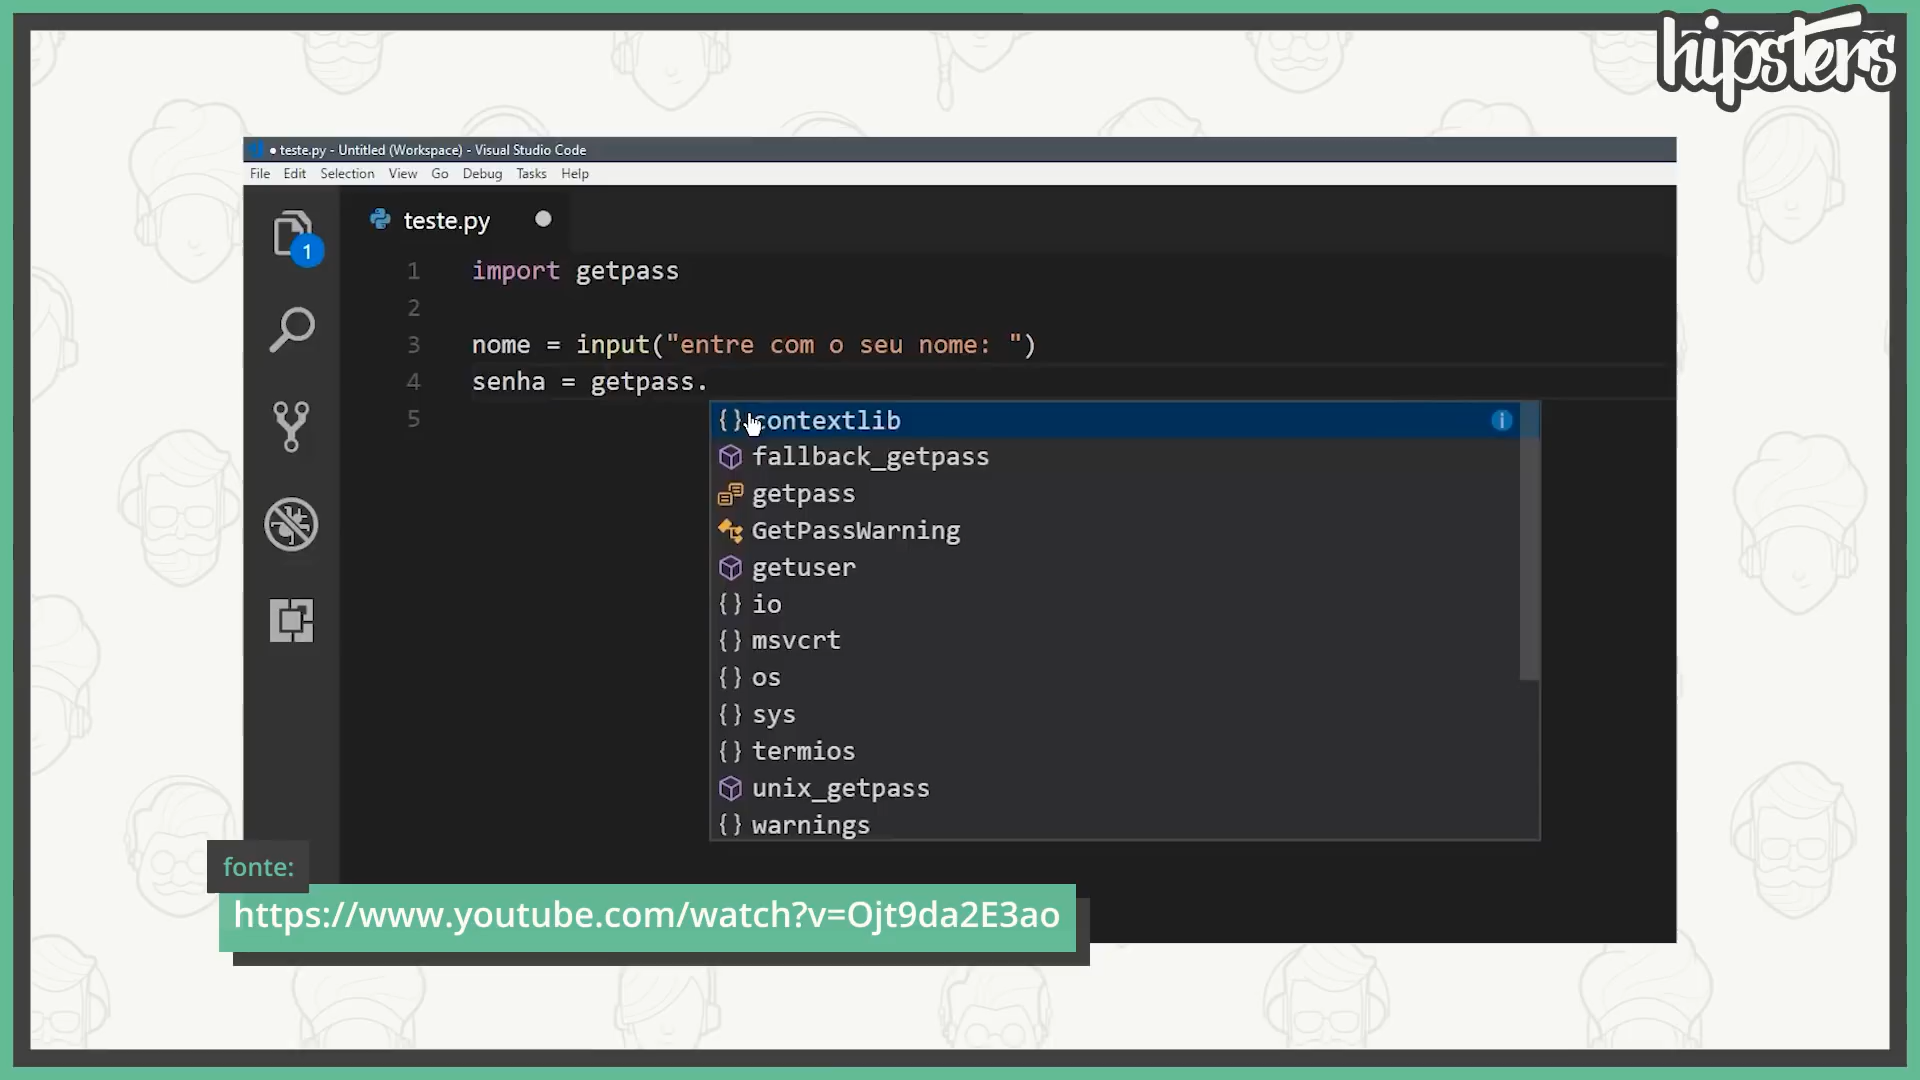 hipsters
teste.py - Untitled (Workspace) - Visual Studio Code
File Edit Selection View Go Debug Tasks Help
1
teste.py
1 import getpass
2
3 nome = input("entre com o seu nome: ")
4 senha = getpass.
5
{} contextlib
fallback_getpass
getpass
GetPassWarning
getuser
{} io
{} msvcrt
{} os
{} sys
{} termios
unix_getpass
{} warnings
fonte:
https://www.youtube.com/watch?v=Ojt9da2E3ao